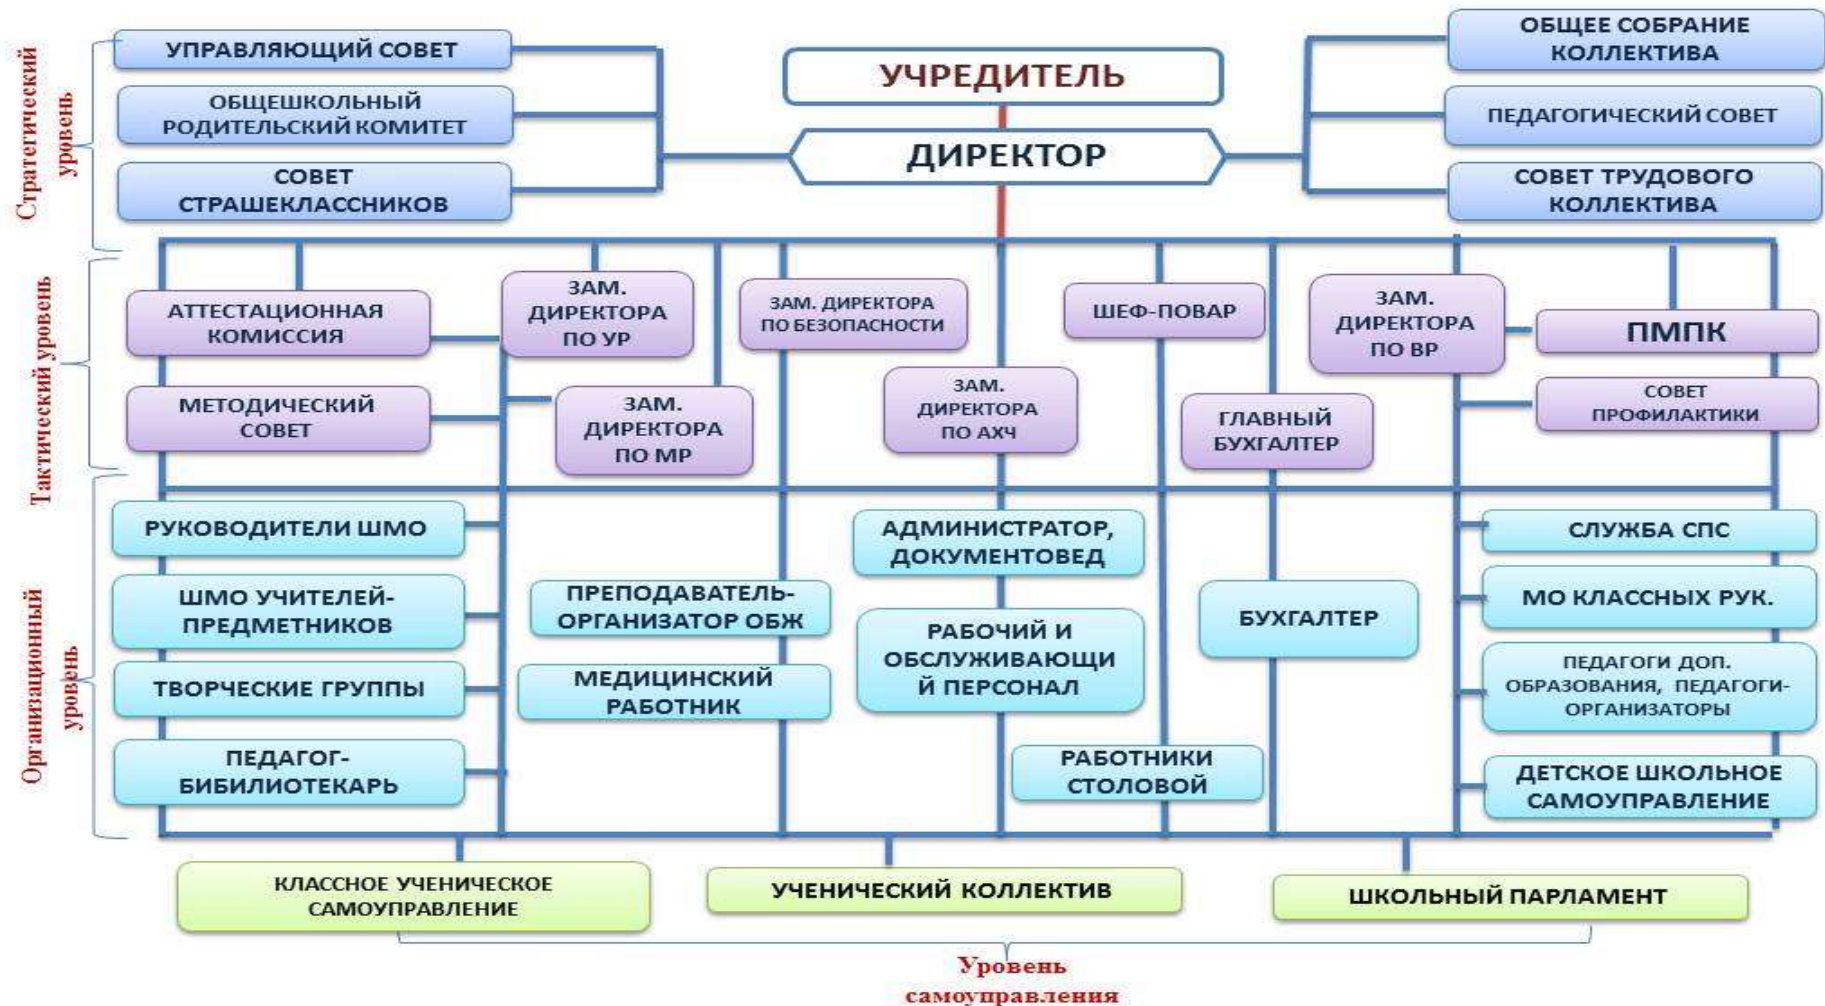 Стратегический
уровень
УПРАВЛЯЮЩИЙ СОВЕТ
ОБЩЕШКОЛЬНЫЙ
РОДИТЕЛЬСКИЙ КОМИТЕТ
СОВЕТ
СТРАШЕКЛАССНИКОВ
УЧРЕДИТЕЛЬ
ДИРЕКТОР
ОБЩЕЕ СОБРАНИЕ
КОЛЛЕКТИВА
ПЕДАГОГИЧЕСКИЙ СОВЕТ
СОВЕТ ТРУДОВОГО
КОЛЛЕКТИВА
Тактический уровень
АТТЕСТАЦИОННАЯ
КОМИССИЯ
ЗАМ.
ДИРЕКТОРА
ПО УР
ЗАМ. ДИРЕКТОРА
ПО БЕЗОПАСНОСТИ
ШЕФ-ПОВАР
ЗАМ.
ДИРЕКТОРА
ПО ВР
ПМПК
МЕТОДИЧЕСКИЙ
СОВЕТ
ЗАМ.
ДИРЕКТОРА
ПО МР
ЗАМ.
ДИРЕКТОРА
ПО АХЧ
ГЛАВНЫЙ
БУХГАЛТЕР
СОВЕТ
ПРОФИЛАКТИКИ
Организационный
уровень
РУКОВОДИТЕЛИ ШМО
ШМО УЧИТЕЛЕЙ-
ПРЕДМЕТНИКОВ
ТВОРЧЕСКИЕ ГРУППЫ
ПЕДАГОГ-
БИБИЛИОТЕКАРЬ
ПРЕПОДАВАТЕЛЬ-
ОРГАНИЗАТОР ОБЖ
МЕДИЦИНСКИЙ
РАБОТНИК
АДМИНИСТРАТОР,
ДОКУМЕНТОВЕД
РАБОЧИЙ И
ОБСЛУЖИВАЮЩИ
Й ПЕРСОНАЛ
РАБОТНИКИ
СТОЛОВОЙ
БУХГАЛТЕР
СЛУЖБА СПС
МО КЛАССНЫХ РУК.
ПЕДАГОГИ ДОП.
ОБРАЗОВАНИЯ, ПЕДАГОГИ-
ОРГАНИЗАТОРЫ
ДЕТСКОЕ ШКОЛЬНОЕ
САМОУПРАВЛЕНИЕ
КЛАССНОЕ УЧЕНИЧЕСКОЕ
САМОУПРАВЛЕНИЕ
УЧЕНИЧЕСКИЙ КОЛЛЕКТИВ
ШКОЛЬНЫЙ ПАРЛАМЕНТ
Уровень
самоуправления